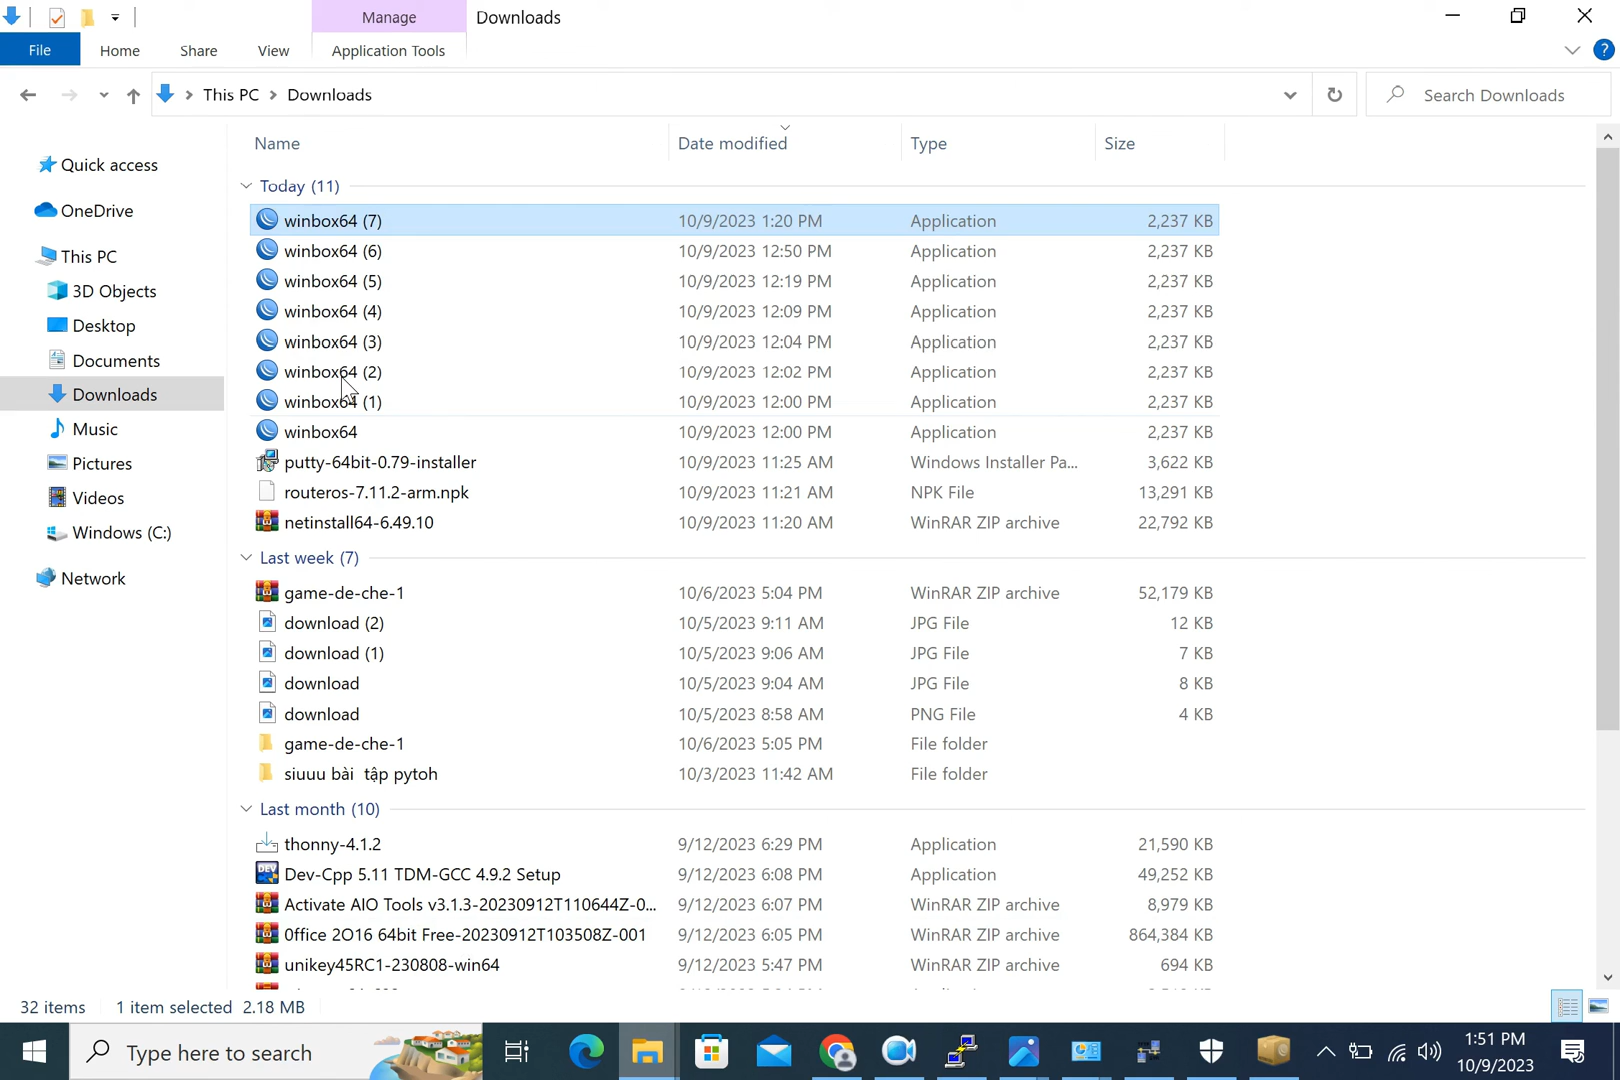 Manage Downloads
File Home Share View Application Tools
This PC Downloads Search Downloads
Name Date modified Type Size
Quick access
OneDrive
This PC
3D Objects
Desktop
Documents
Downloads
Music
Pictures
Videos
Windows (C:)
Network
Today (11)
winbox64 (7) 10/9/2023 1:20 PM Application 2,237 KB
winbox64 (6) 10/9/2023 12:50 PM Application 2,237 KB
winbox64 (5) 10/9/2023 12:19 PM Application 2,237 KB
winbox64 (4) 10/9/2023 12:09 PM Application 2,237 KB
winbox64 (3) 10/9/2023 12:04 PM Application 2,237 KB
winbox64 (2) 10/9/2023 12:02 PM Application 2,237 KB
winbox64 (1) 10/9/2023 12:00 PM Application 2,237 KB
winbox64 10/9/2023 12:00 PM Application 2,237 KB
putty-64bit-0.79-installer 10/9/2023 11:25 AM Windows Installer Pa... 3,622 KB
routeros-7.11.2-arm.npk 10/9/2023 11:21 AM NPK File 13,291 KB
netinstall64-6.49.10 10/9/2023 11:20 AM WinRAR ZIP archive 22,792 KB
Last week (7)
game-de-che-1 10/6/2023 5:04 PM WinRAR ZIP archive 52,179 KB
download (2) 10/5/2023 9:11 AM JPG File 12 KB
download (1) 10/5/2023 9:06 AM JPG File 7 KB
download 10/5/2023 9:04 AM JPG File 8 KB
download 10/5/2023 8:58 AM PNG File 4 KB
game-de-che-1 10/6/2023 5:05 PM File folder
siuuu bài tập pytoh 10/3/2023 11:42 AM File folder
Last month (10)
thonny-4.1.2 9/12/2023 6:29 PM Application 21,590 KB
Dev-Cpp 5.11 TDM-GCC 4.9.2 Setup 9/12/2023 6:08 PM Application 49,252 KB
Activate AIO Tools v3.1.3-20230912T110644Z-0... 9/12/2023 6:07 PM WinRAR ZIP archive 8,979 KB
0ffice 2O16 64bit Free-20230912T103508Z-001 9/12/2023 6:05 PM WinRAR ZIP archive 864,384 KB
unikey45RC1-230808-win64 9/12/2023 5:47 PM WinRAR ZIP archive 694 KB
32 items 1 item selected 2.18 MB
Type here to search
1:51 PM
10/9/2023